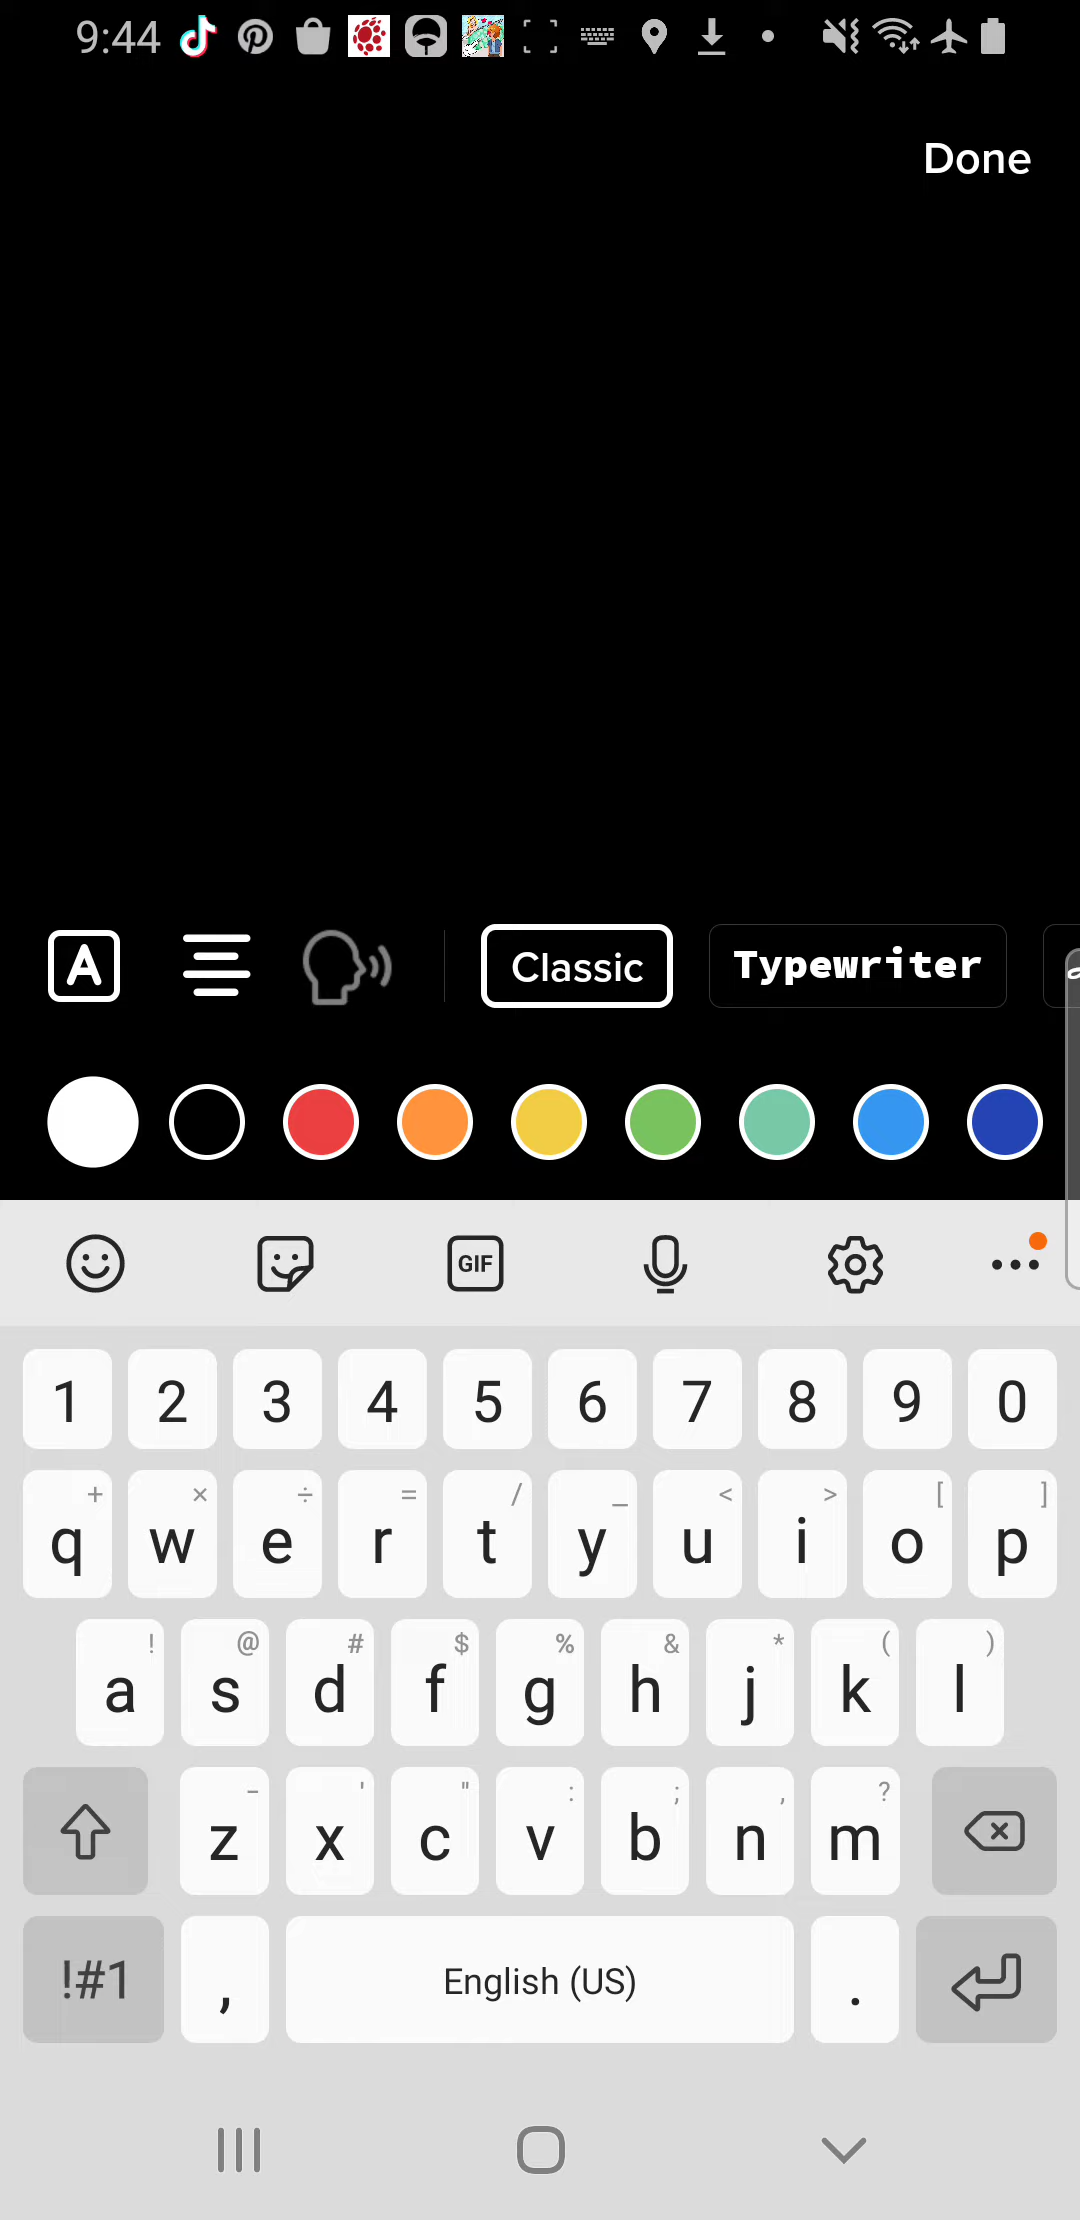 9:44
Done
A Classic Typewriter
GIF
1 2 3 4 5 6 7 8 9 0
+ × ÷ = / _ < > [ ]
q w e r t y u i o p
! @ # $ % & * ( )
a s d f g h j k l
- ' " : ; , ?
z x c v b n m
!#1 , English (US) .